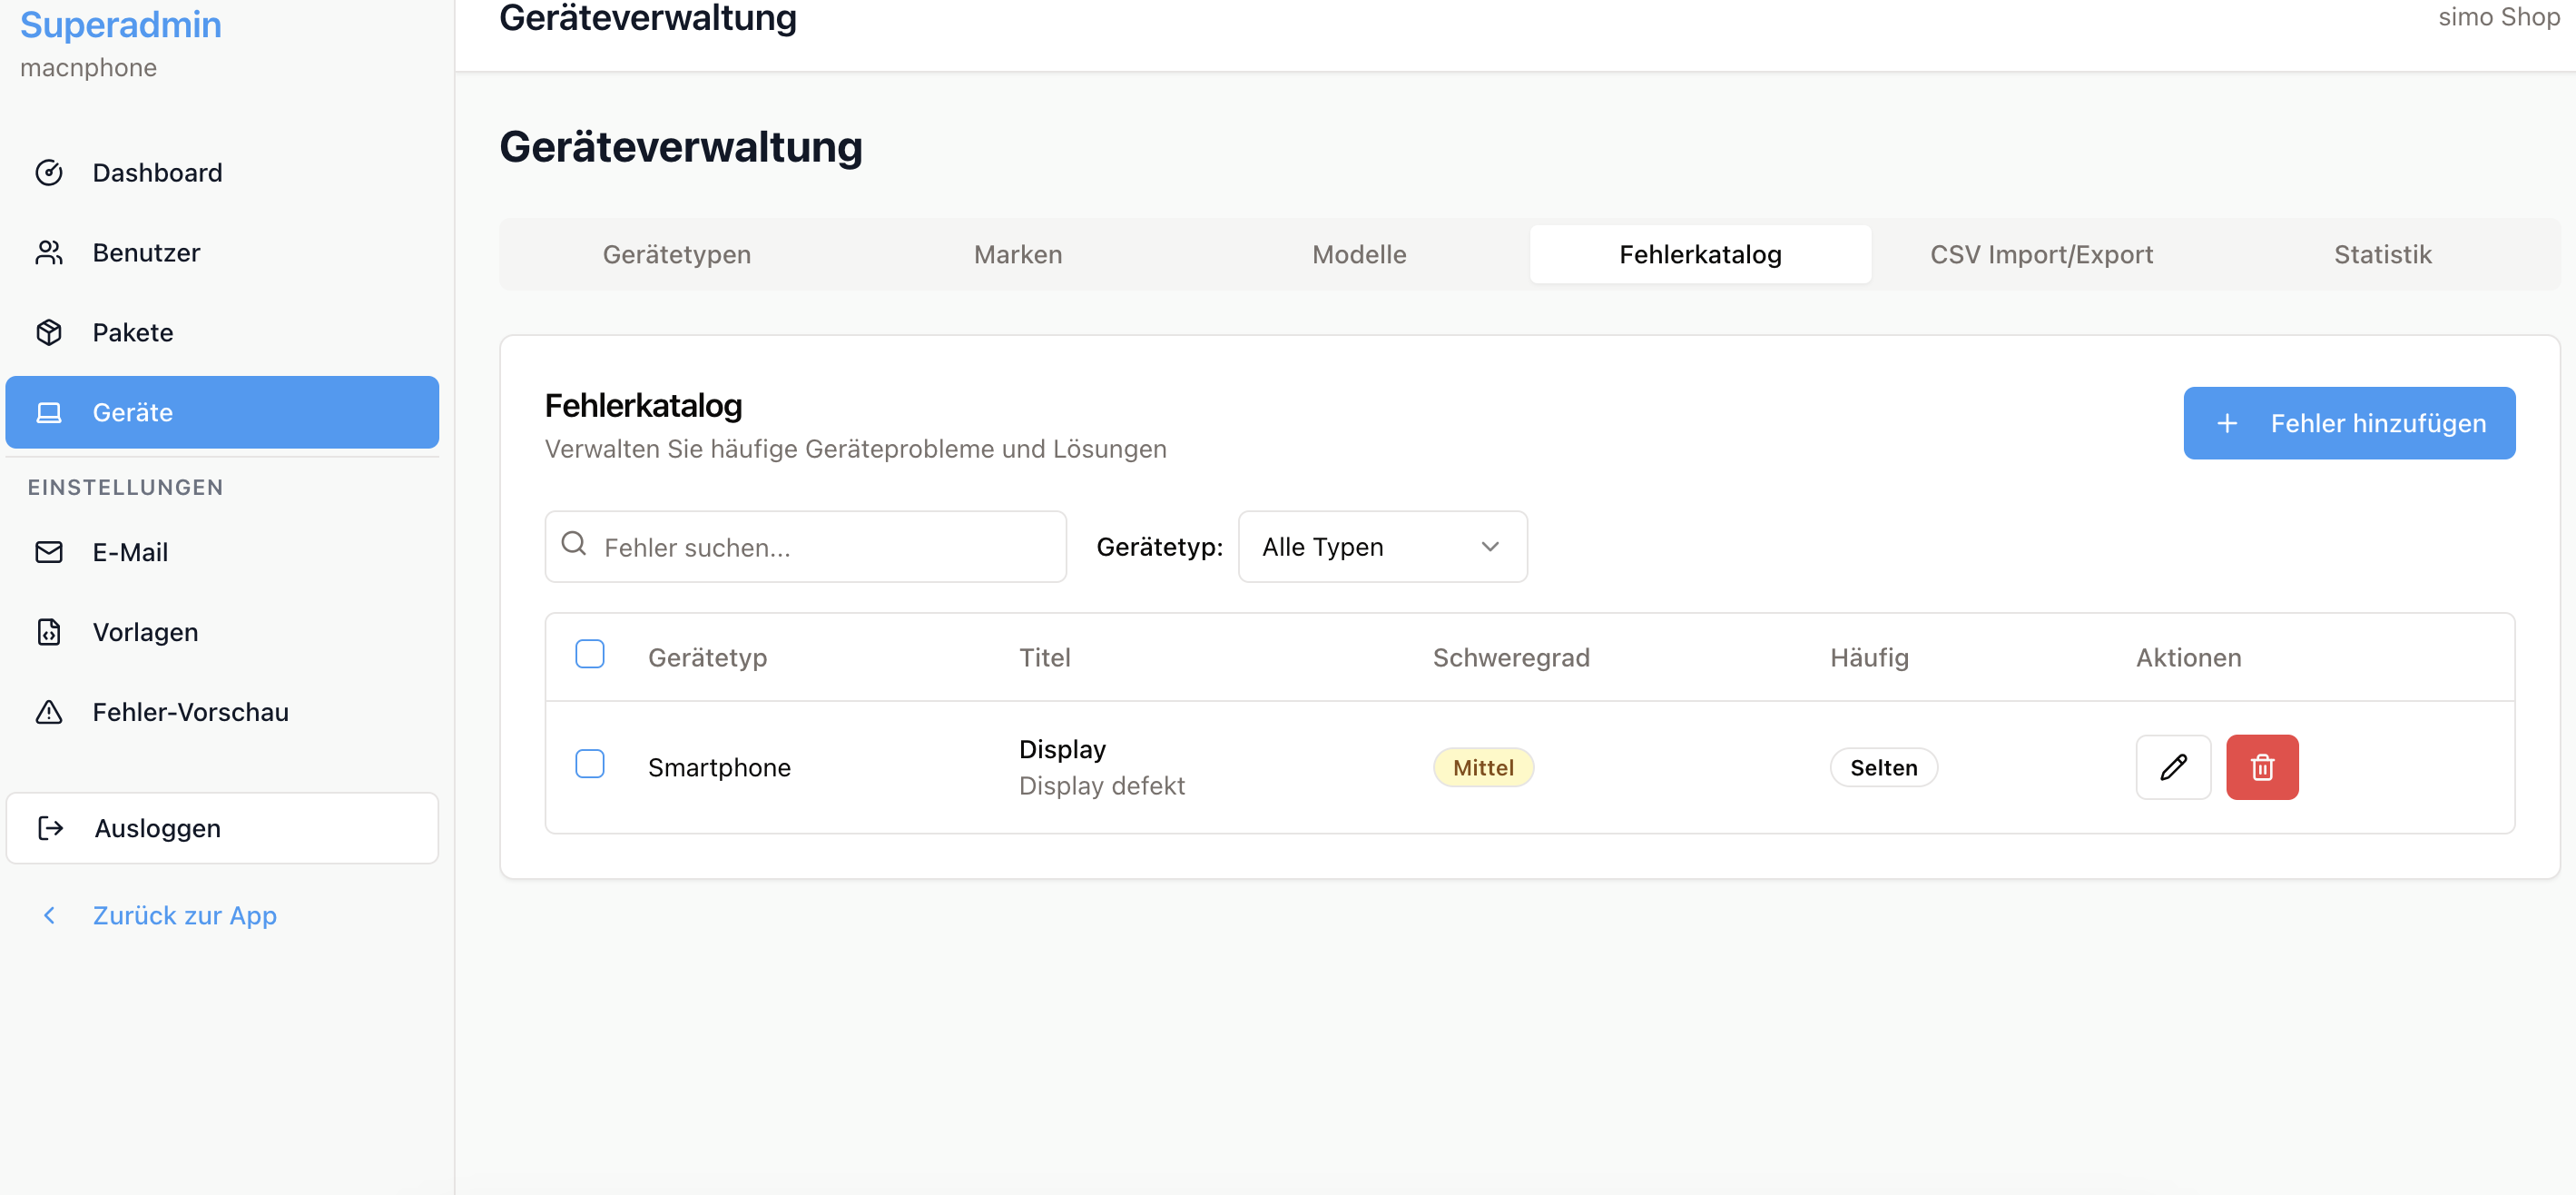 Superadmin
macnphone
Dashboard
Benutzer
Pakete
Geräte
EINSTELLUNGEN
E-Mail
Vorlagen
Fehler-Vorschau
Ausloggen
Zurück zur App
Geräteverwaltung
simo Shop
Geräteverwaltung
Gerätetypen Marken Modelle Fehlerkatalog CSV Import/Export Statistik
Fehlerkatalog
Verwalten Sie häufige Geräteprobleme und Lösungen
Fehler hinzufügen
Fehler suchen... Gerätetyp: Alle Typen
Gerätetyp Titel Schweregrad Häufig Aktionen
Smartphone Display Mittel Selten
Display defekt